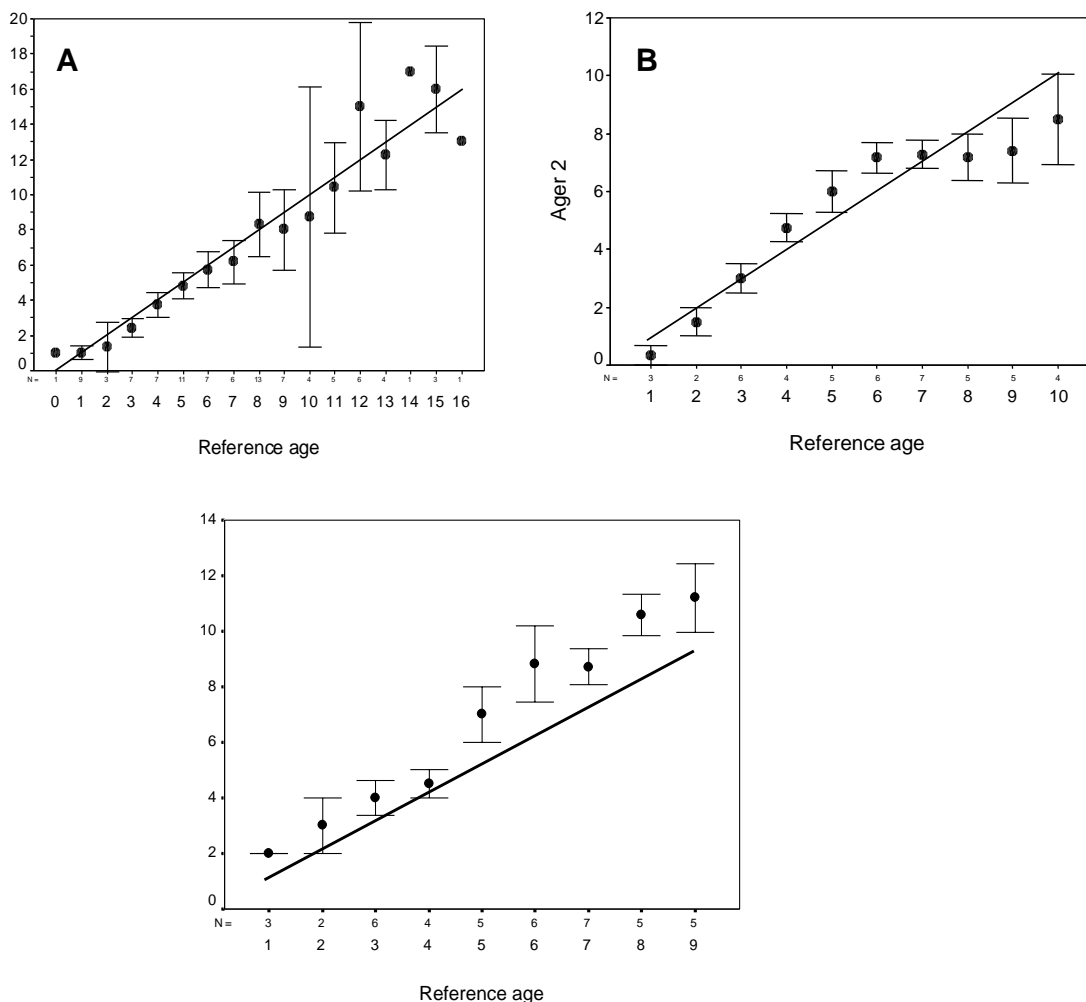 20
18
16
14
12
10
8
6
4
2
0
A
N = 1 9 3 7 7 11 7 6 13 7 4 5 6 4 1 3 1
0 1 2 3 4 5 6 7 8 9 10 11 12 13 14 15 16
Reference age
12
10
8
6
4
2
0
B
Ager 2
N = 3 2 6 4 5 6 7 5 5 4
1 2 3 4 5 6 7 8 9 10
Reference age
14
12
10
8
6
4
2
0
N = 3 2 6 4 5 6 7 5 5
1 2 3 4 5 6 7 8 9
Reference age